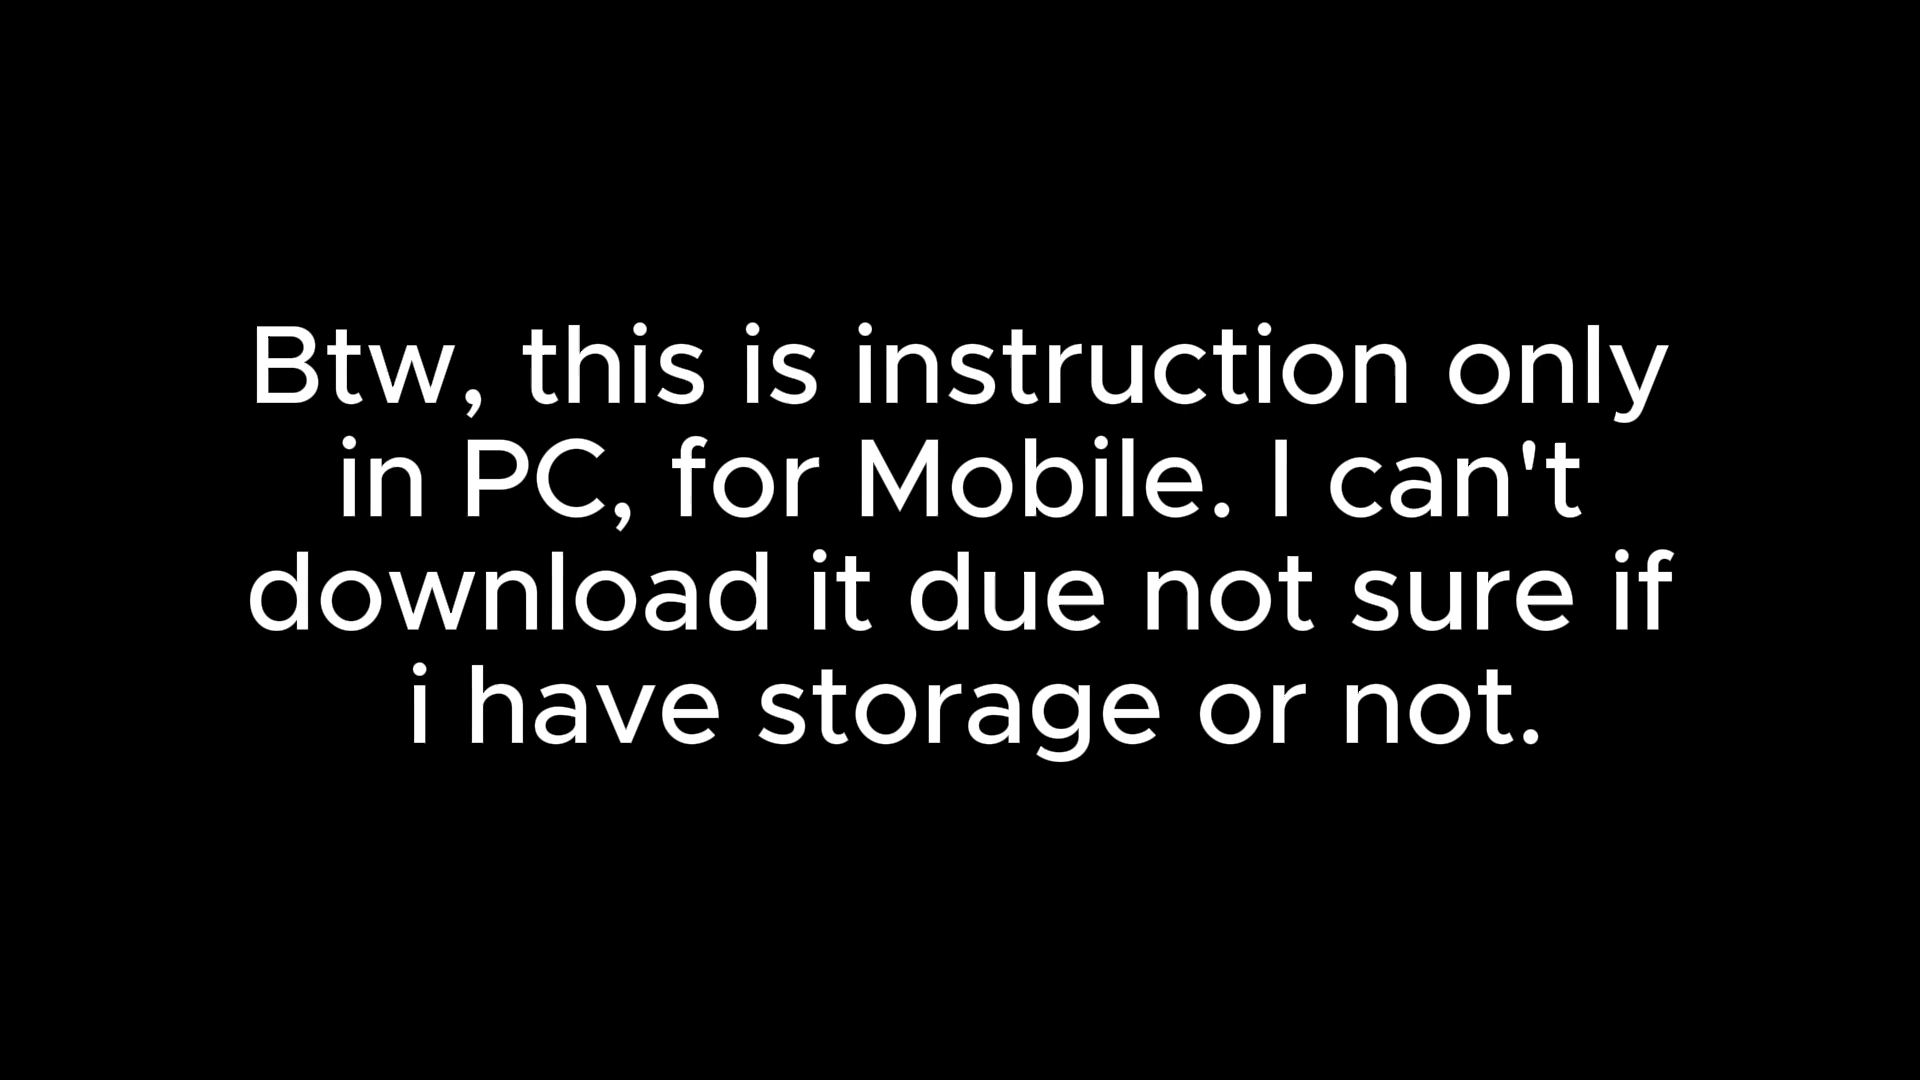 Btw, this is instruction only
in PC, for Mobile. I can't
download it due not sure if
i have storage or not.